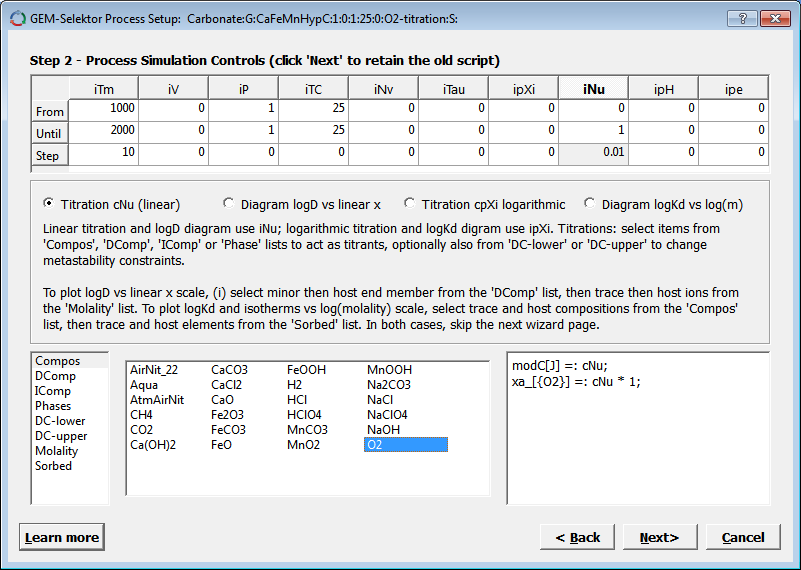 GEM-Selektor Process Setup: Carbonate:G:CaFeMnHypC:1:0:1:25:0:O2-titration:S:
Step 2 - Process Simulation Controls (click 'Next' to retain the old script)
iTm iV iP iTC iNv iTau ipXi iNu ipH ipe
From 1000 0 1 25 0 0 0 0 0 0
Until 2000 0 1 25 0 0 0 1 0 0
Step 10 0 0 0 0 0 0 0.01 0 0
Titration cNu (linear) Diagram logD vs linear x Titration cpXi logarithmic Diagram logKd vs log(m)
Linear titration and logD diagram use iNu; logarithmic titration and logKd digram use ipXi. Titrations: select items from
'Compos', 'DComp', 'IComp' or 'Phase' lists to act as titrants, optionally also from 'DC-lower' or 'DC-upper' to change
metastability constraints.
To plot logD vs linear x scale, (i) select minor then host end member from the 'DComp' list, then trace then host ions from
the 'Molality' list. To plot logKd and isotherms vs log(molality) scale, select trace and host compositions from the 'Compos'
list, then trace and host elements from the 'Sorbed' list. In both cases, skip the next wizard page.
Compos
DComp
IComp
Phases
DC-lower
DC-upper
Molality
Sorbed
AirNit_22 CaCO3 FeOOH MnOOH
Aqua CaCl2 H2 Na2CO3
AtmAirNit CaO HCl NaCl
CH4 Fe2O3 HClO4 NaClO4
CO2 FeCO3 MnCO3 NaOH
Ca(OH)2 FeO MnO2 O2
modC[J] =: cNu;
xa_[{O2}] =: cNu * 1;
Learn more < Back Next> Cancel